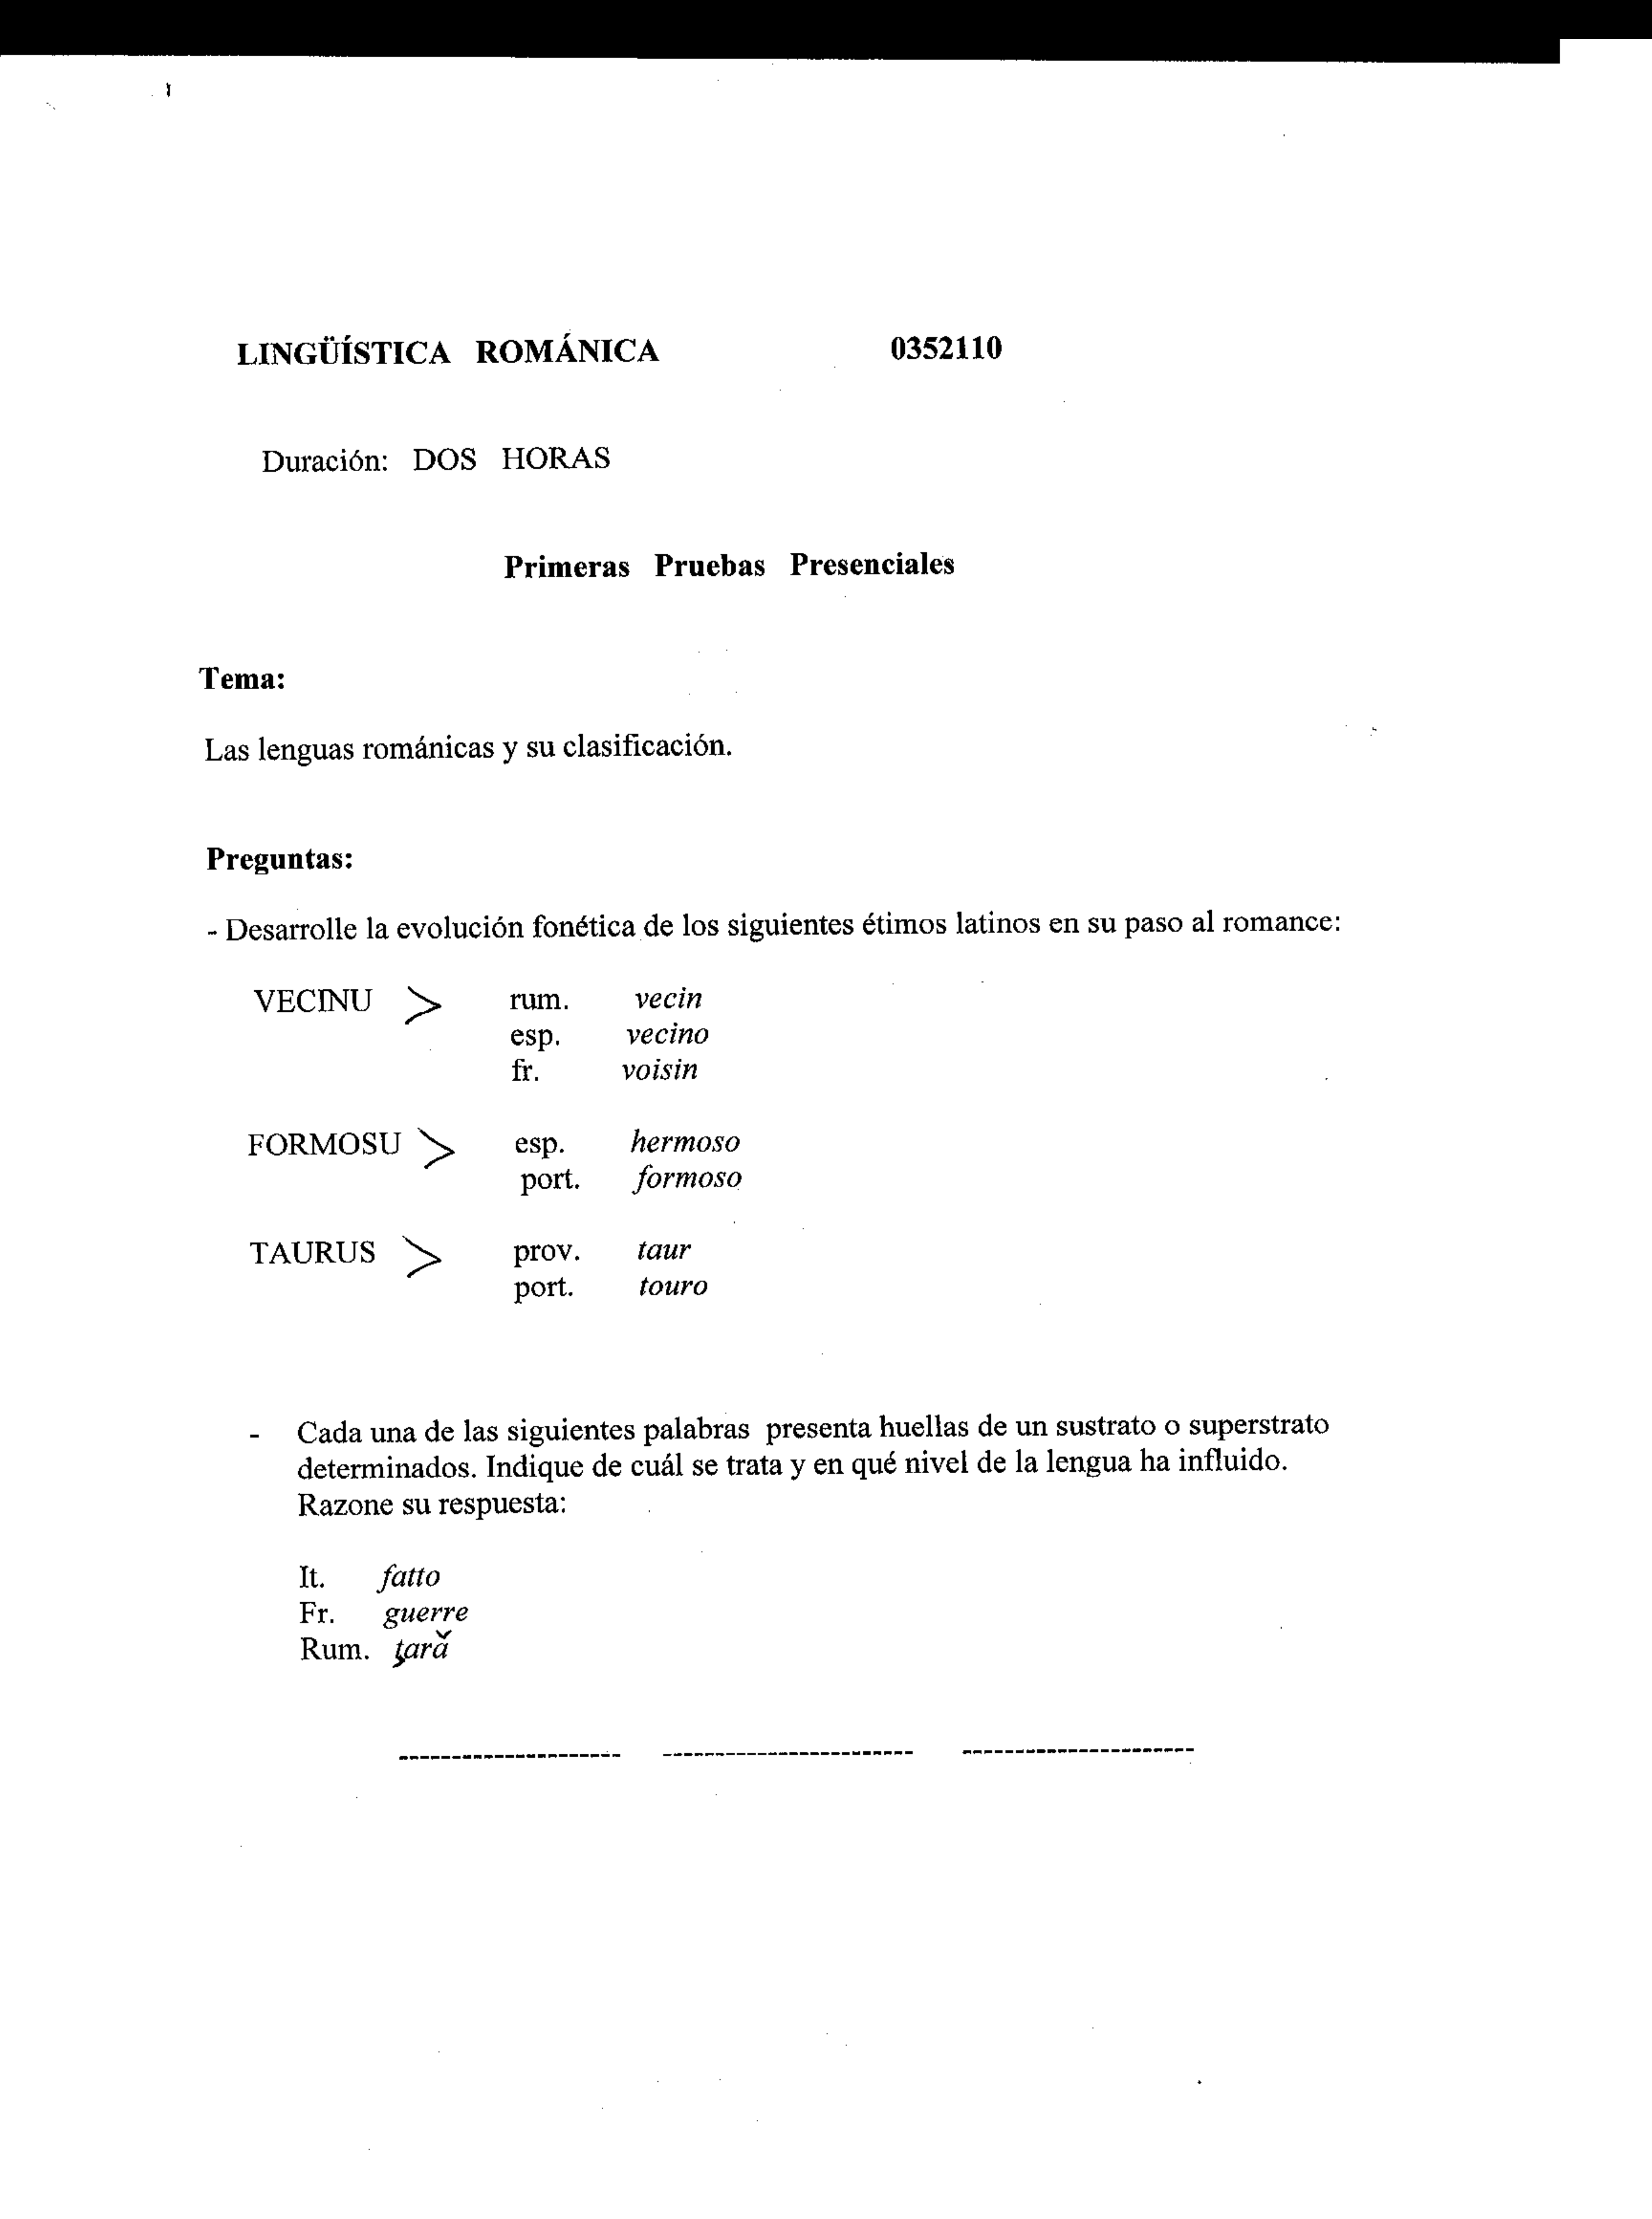 LINGÜÍSTICA ROMÁNICA 0352110
Duración: DOS HORAS
Primeras Pruebas Presenciales
Tema:
Las lenguas románicas y su clasificación.
Preguntas:
- Desarrolle la evolución fonética de los siguientes étimos latinos en su paso al romance:
VECINU > rum. vecin
esp. vecino
fr. voisin
FORMOSU > esp. hermoso
port. formoso
TAURUS > prov. taur
port. touro
- Cada una de las siguientes palabras presenta huellas de un sustrato o superstrato
determinados. Indique de cuál se trata y en qué nivel de la lengua ha influido.
Razone su respuesta:
It. fatto
Fr. guerre
Rum. ţară